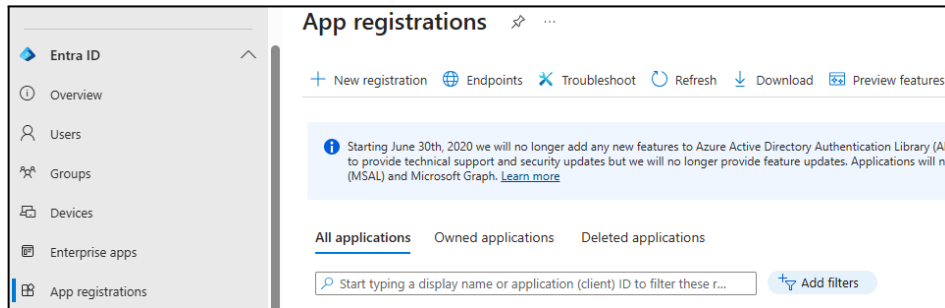 App registrations
Entra ID
Overview
Users
Groups
Devices
Enterprise apps
App registrations
New registration Endpoints Troubleshoot Refresh Download Preview features
Starting June 30th, 2020 we will no longer add any new features to Azure Active Directory Authentication Library
to provide technical support and security updates but we will no longer provide feature updates. Applications will
(MSAL) and Microsoft Graph. Learn more
All applications Owned applications Deleted applications
Start typing a display name or application (client) ID to filter these r... Add filters